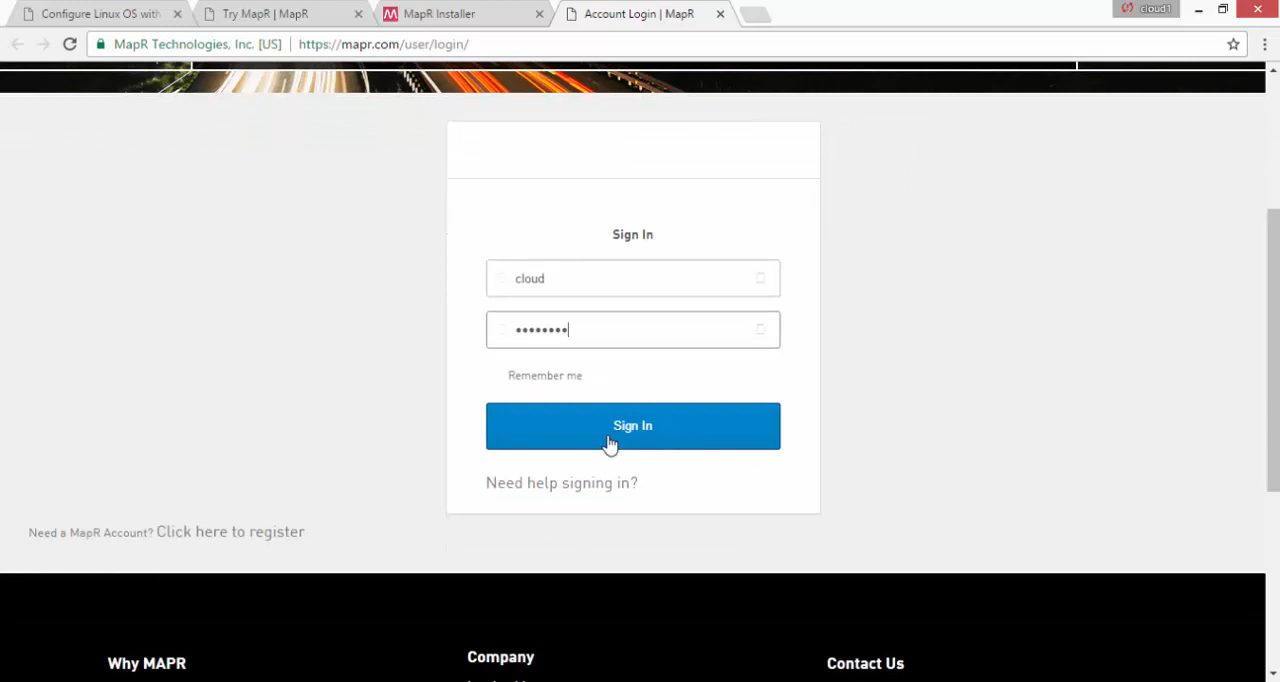 Configure Linux OS with
Try MapR | MapR
MapR Installer
Account Login | MapR
cloud1
MapR Technologies, Inc. [US]
https://mapr.com/user/login/
Sign In
cloud
••••••••
Remember me
Sign In
Need help signing in?
Need a MapR Account? Click here to register
Why MAPR
Company
Contact Us